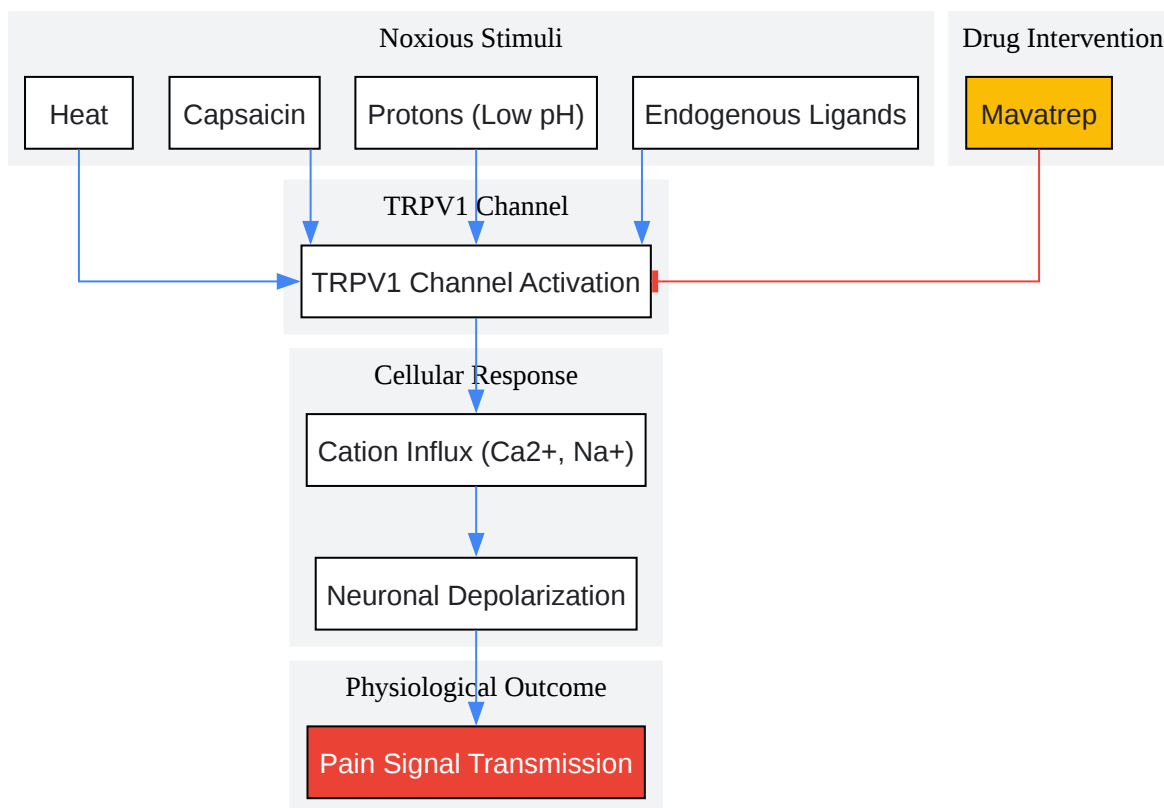 Noxious Stimuli
Drug Intervention
Heat
Capsaicin
Protons (Low pH)
Endogenous Ligands
Mavatrep
TRPV1 Channel
TRPV1 Channel Activation
Cellular Response
Cation Influx (Ca2+, Na+)
Neuronal Depolarization
Physiological Outcome
Pain Signal Transmission